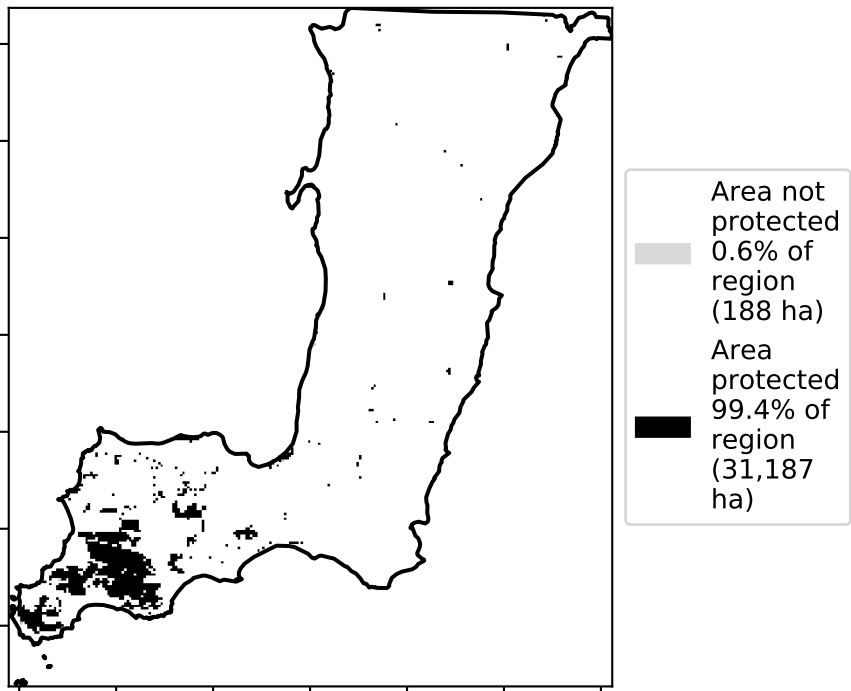 Area not
protected
0.6% of
region
(188 ha)
Area
protected
99.4% of
region
(31,187
ha)